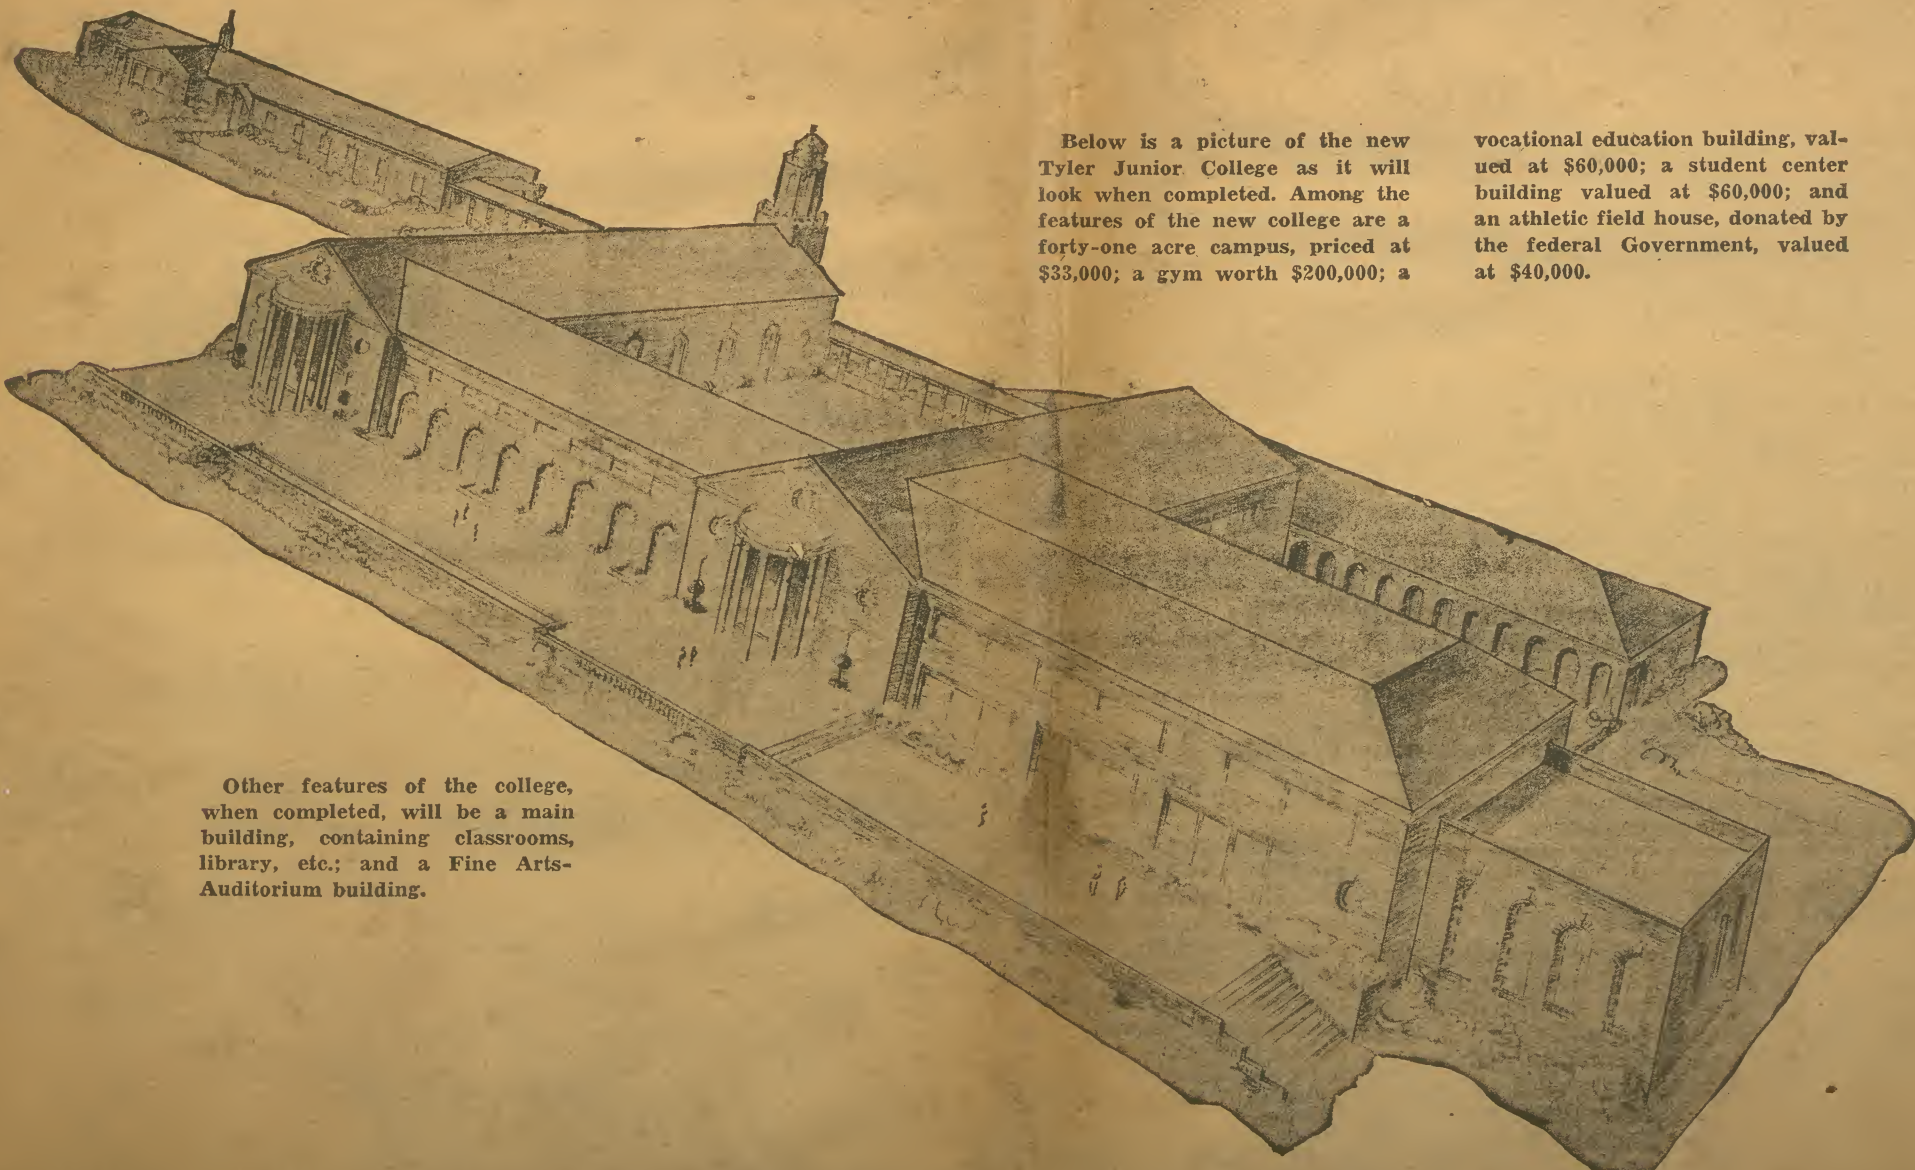 Below is a picture of the new
Tyler Junior College as it will
look when completed. Among the
features of the new college are a
forty-one acre campus, priced at
$33,000; a gym worth $200,000; a
vocational education building, val-
ued at $60,000; a student center
building valued at $60,000; and
an athletic field house, donated by
the federal Government, valued
at $40,000.
Other features of the college,
when completed, will be a main
building, containing classrooms,
library, etc.; and a Fine Arts-
Auditorium building.